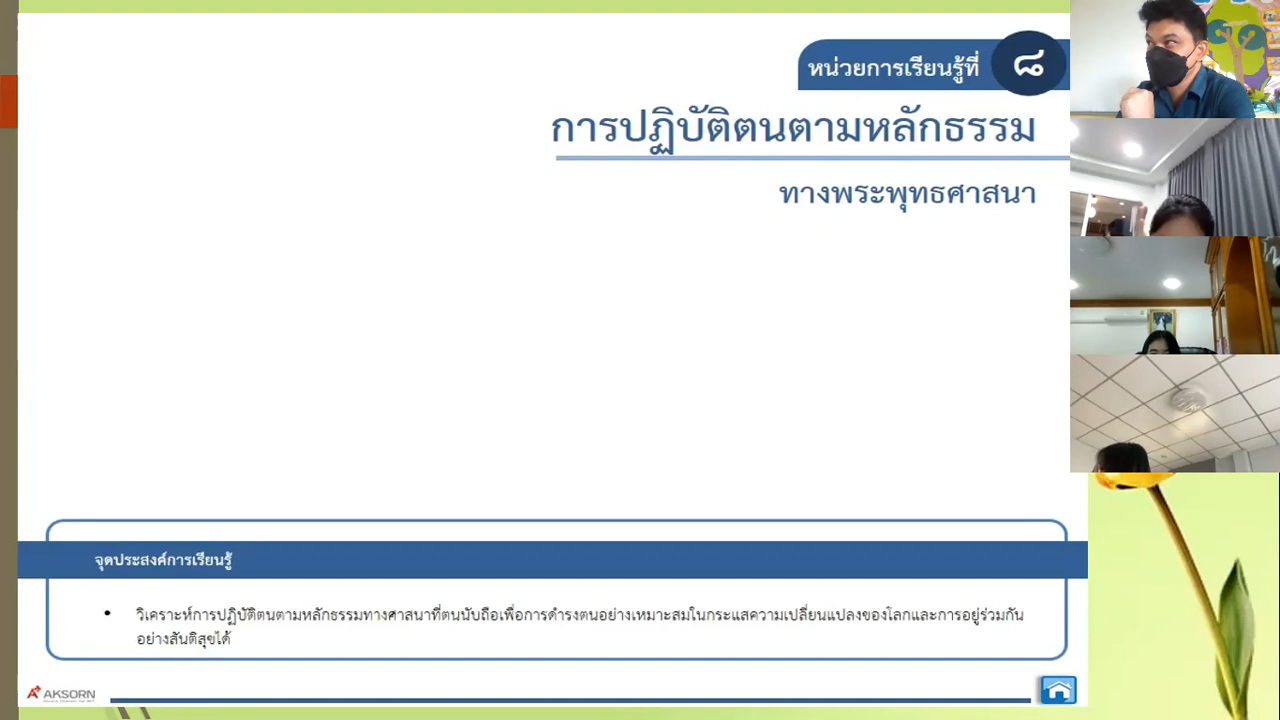 หน่วยการเรียนรู้ที่ ๘
การปฏิบัติตนตามหลักธรรม
ทางพระพุทธศาสนา
จุดประสงค์การเรียนรู้
• วิเคราะห์การปฏิบัติตนตามหลักธรรมทางศาสนาที่ตนนับถือเพื่อการดำรงตนอย่างเหมาะสมในกระแสความเปลี่ยนแปลงของโลกและการอยู่ร่วมกัน
อย่างสันติสุขได้
AKSORN